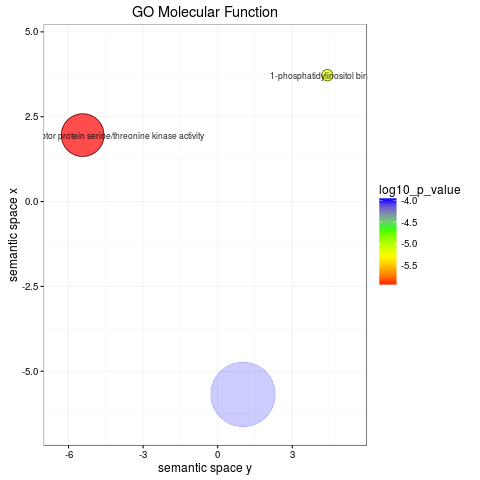 GO Molecular Function
5.0
2.5
0.0
-2.5
-5.0
1-phosphatidylinositol bin
tor protein serine/threonine kinase activity
-6
-3
0
3
semantic space y
semantic space x
log10_p_value
-4.0
-4.5
-5.0
-5.5